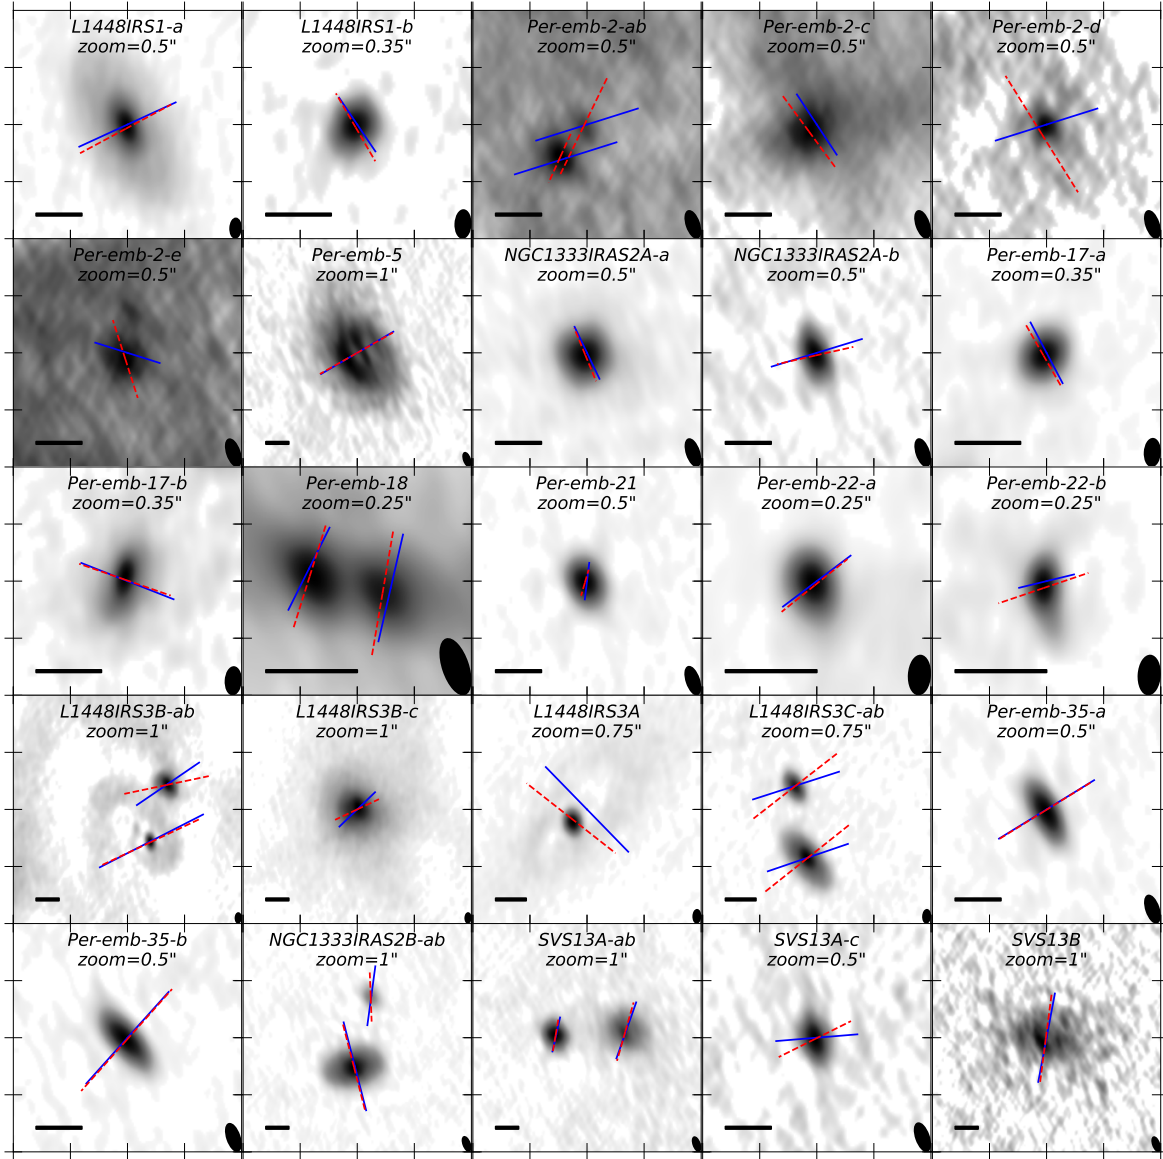 L1448IRS1-a
zoom=0.5"
L1448IRS1-b
zoom=0.35"
Per-emb-2-ab
zoom=0.5"
Per-emb-2-c
zoom=0.5"
Per-emb-2-d
zoom=0.5"
Per-emb-2-e
zoom=0.5"
Per-emb-5
zoom=1"
NGC1333IRAS2A-a
zoom=0.5"
NGC1333IRAS2A-b
zoom=0.5"
Per-emb-17-a
zoom=0.35"
Per-emb-17-b
zoom=0.35"
Per-emb-18
zoom=0.25"
Per-emb-21
zoom=0.5"
Per-emb-22-a
zoom=0.25"
Per-emb-22-b
zoom=0.25"
L1448IRS3B-ab
zoom=1"
L1448IRS3B-c
zoom=1"
L1448IRS3A
zoom=0.75"
L1448IRS3C-ab
zoom=0.75"
Per-emb-35-a
zoom=0.5"
Per-emb-35-b
zoom=0.5"
NGC1333IRAS2B-ab
zoom=1"
SVS13A-ab
zoom=1"
SVS13A-c
zoom=0.5"
SVS13B
zoom=1"